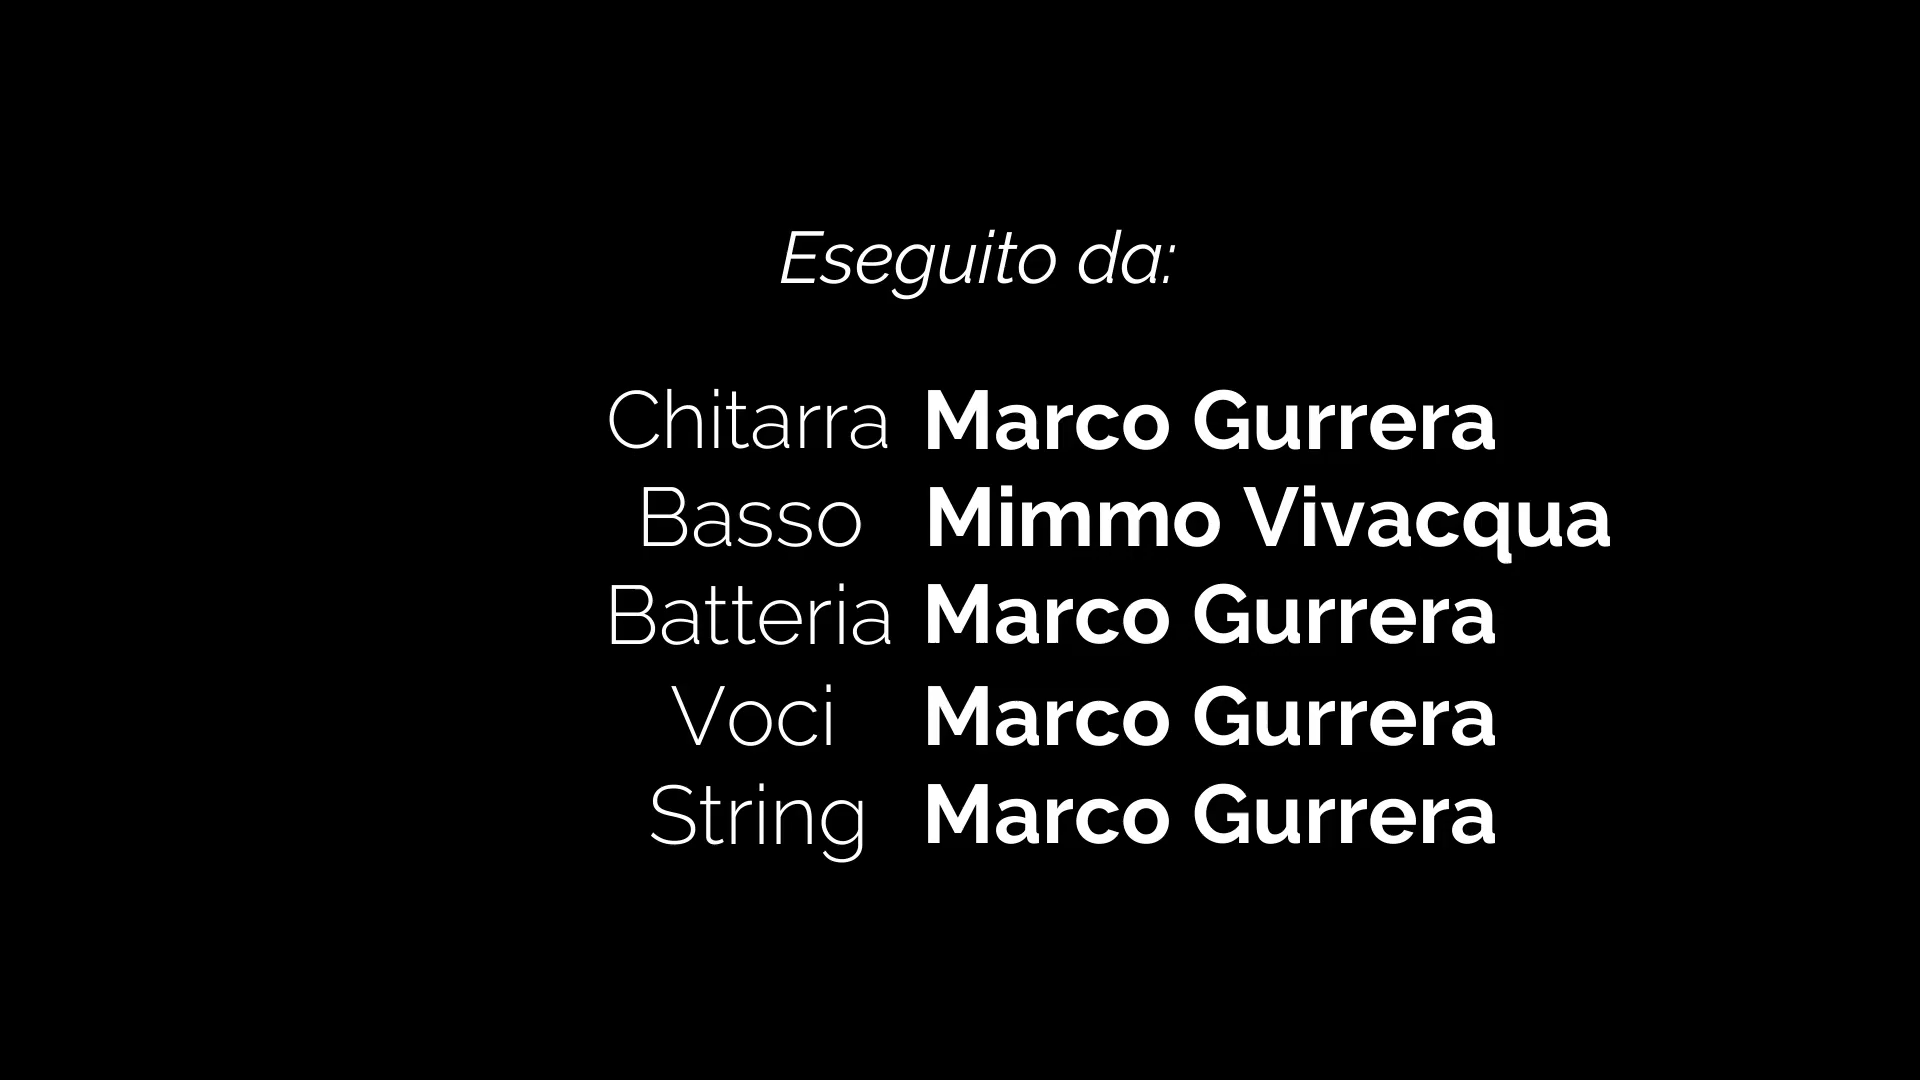 Eseguito da:
Chitarra Marco Gurrera
Basso Mimmo Vivacqua
Batteria Marco Gurrera
Voci Marco Gurrera
String Marco Gurrera